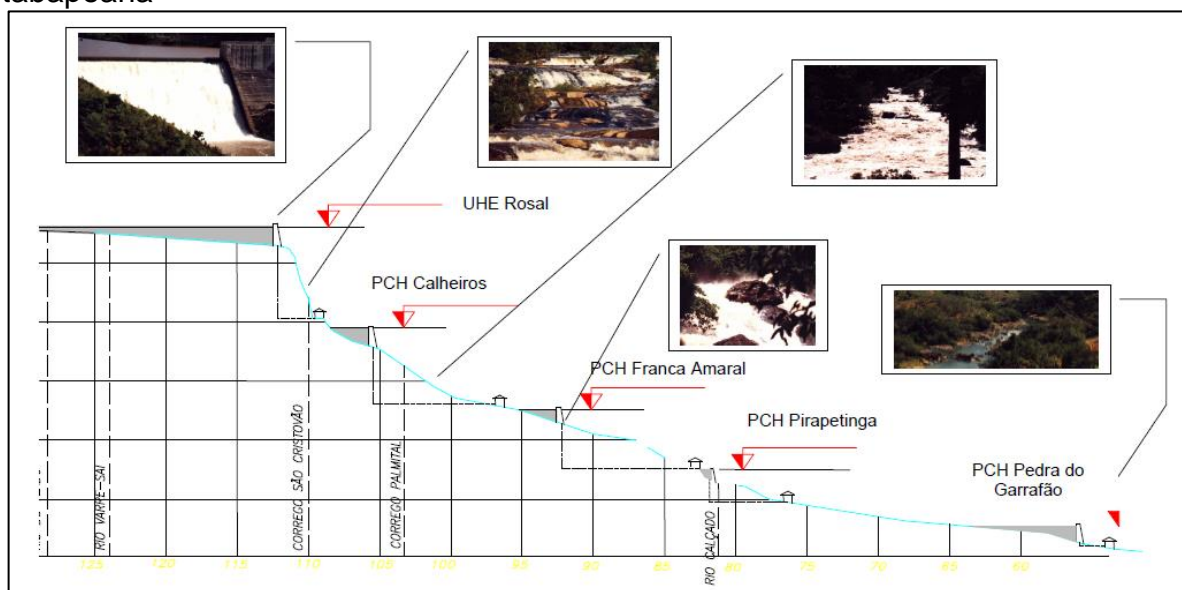 UHE Rosal
PCH Calheiros
PCH Franca Amaral
PCH Pirapetinga
PCH Pedra do
Garrafão
RIO VARRE-SAI
CORREGO SÃO CRISTOVÃO
CORREGO PALMITAL
RIO CALÇADO
125
120
115
110
105
100
95
90
85
80
75
70
65
60